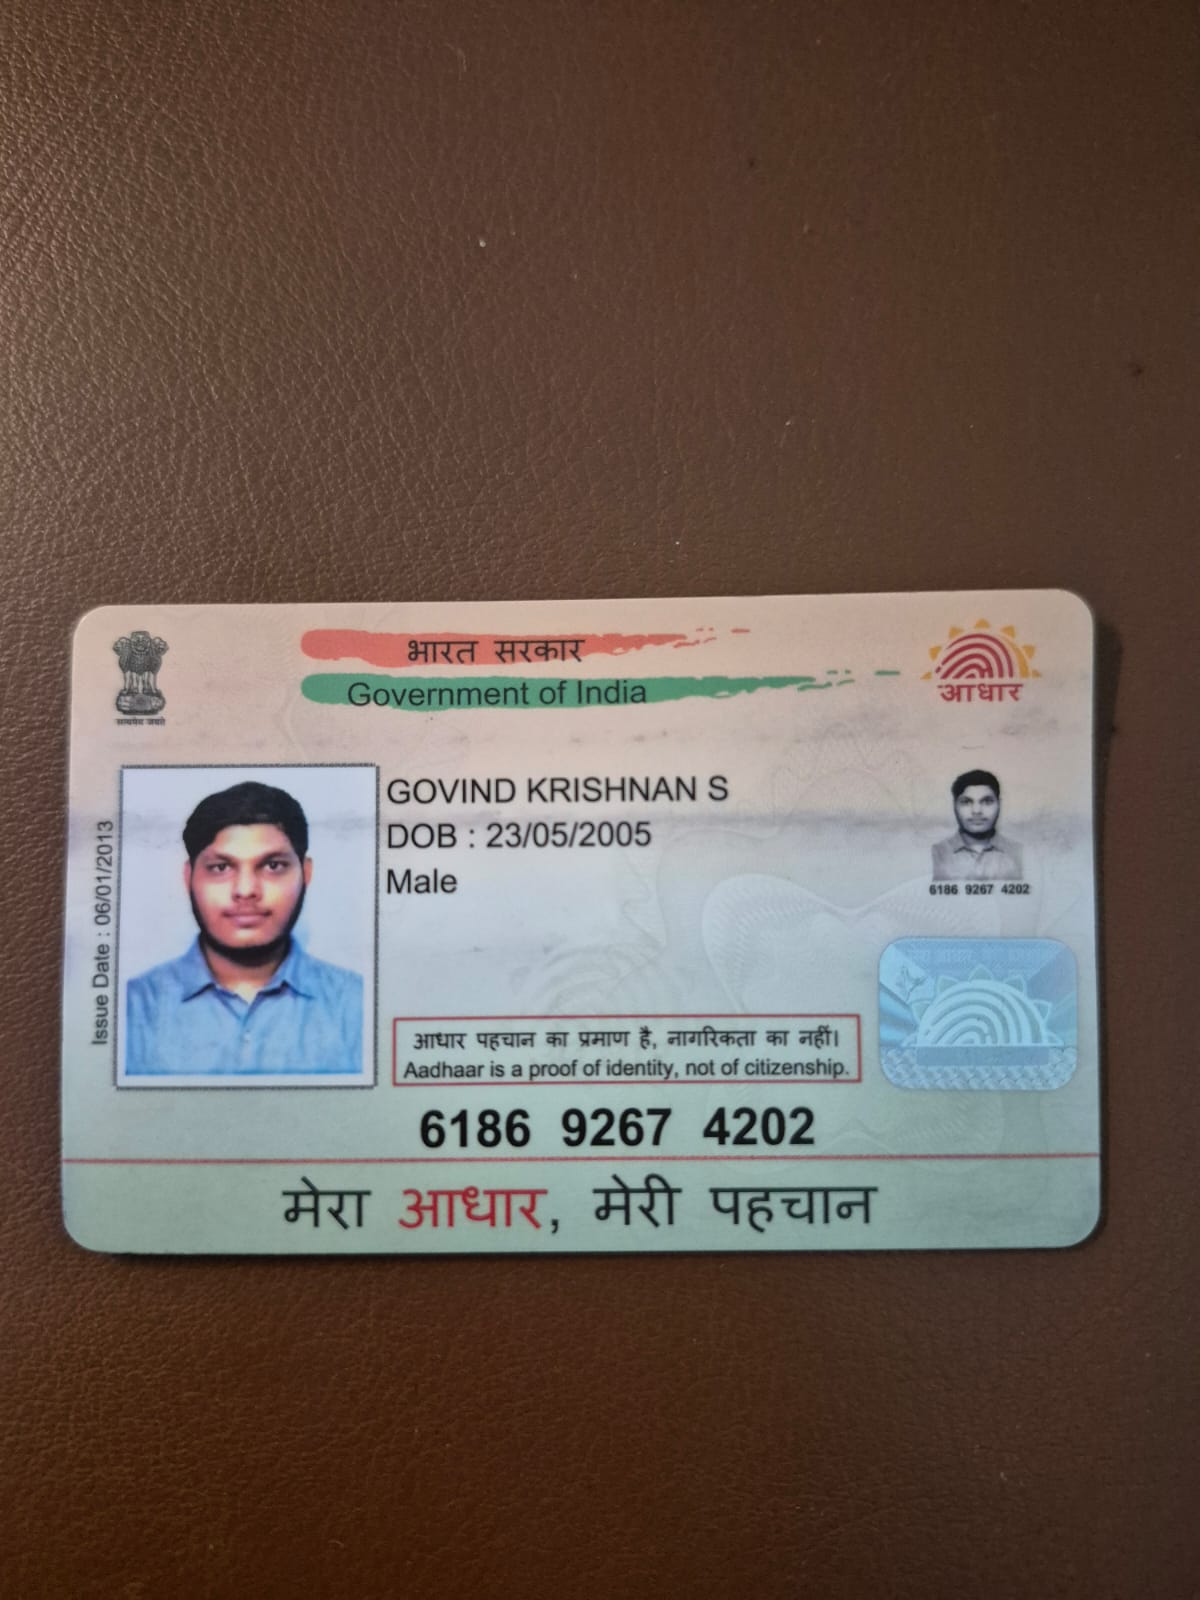 भारत सरकार
Government of India
सत्यमेव जयते
आधार
Issue Date : 06/01/2013
GOVIND KRISHNAN S
DOB : 23/05/2005
Male
6186 9267 4202
आधार पहचान का प्रमाण है, नागरिकता का नहीं।
Aadhaar is a proof of identity, not of citizenship.
6186 9267 4202
मेरा आधार, मेरी पहचान